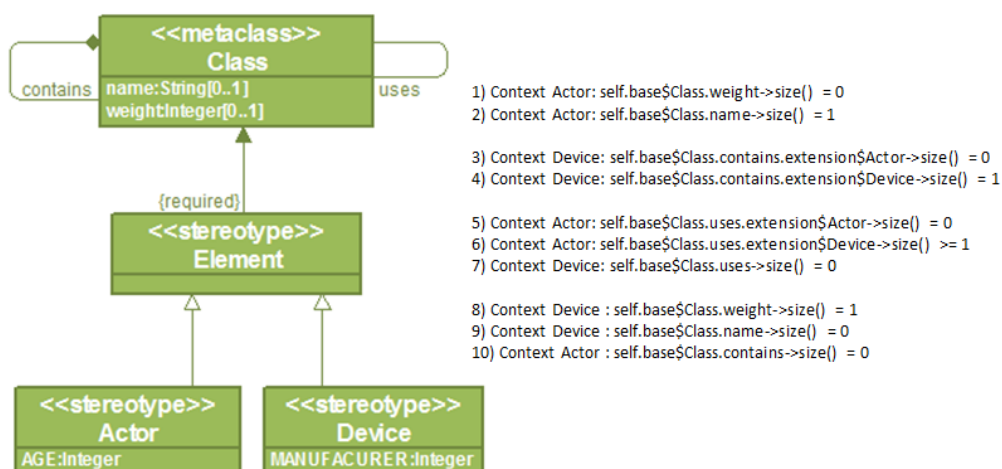 <<metaclass>>
Class
contains
name:String[0..1]
weight:Integer[0..1]
uses
{required}
<<stereotype>>
Element
<<stereotype>>
Actor
AGE:Integer
<<stereotype>>
Device
MANUFACURER:Integer
1) Context Actor: self.base$Class.weight->size() = 0
2) Context Actor: self.base$Class.name->size() = 1
3) Context Device: self.base$Class.contains.extension$Actor->size() = 0
4) Context Device: self.base$Class.contains.extension$Device->size() = 1
5) Context Actor: self.base$Class.uses.extension$Actor->size() = 0
6) Context Actor: self.base$Class.uses.extension$Device->size() >= 1
7) Context Device: self.base$Class.uses->size() = 0
8) Context Device : self.base$Class.weight->size() = 1
9) Context Device : self.base$Class.name->size() = 0
10) Context Actor : self.base$Class.contains->size() = 0